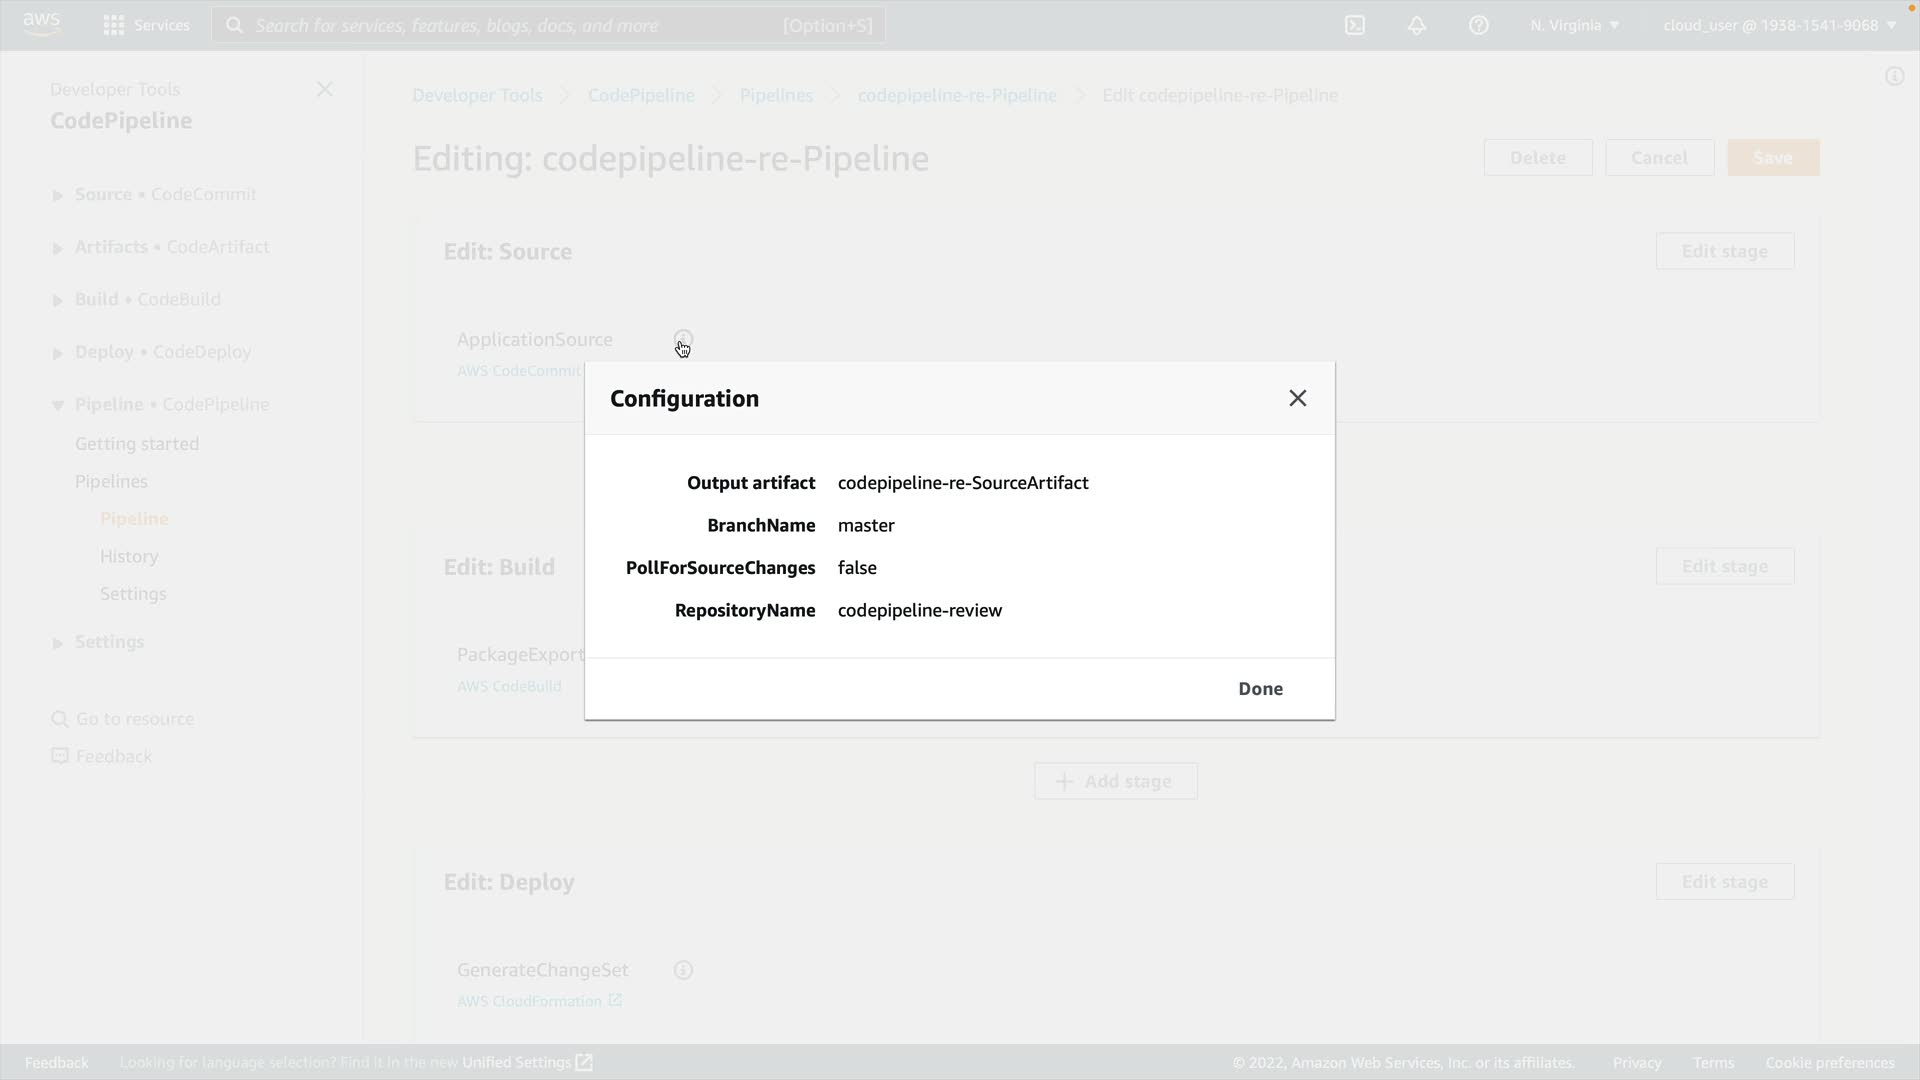 aws
Services
Search for services, features, blogs, docs, and more
[Option+S]
N. Virginia
cloud_user @ 1938-1541-9068
Developer Tools
CodePipeline
Source • CodeCommit
Artifacts • CodeArtifact
Build • CodeBuild
Deploy • CodeDeploy
Pipeline • CodePipeline
Getting started
Pipelines
Pipeline
History
Settings
Settings
Go to resource
Feedback
Developer Tools
CodePipeline
Pipelines
codepipeline-re-Pipeline
Edit codepipeline-re-Pipeline
Editing: codepipeline-re-Pipeline
Delete
Cancel
Save
Edit: Source
Edit stage
ApplicationSource
AWS CodeCommit
Configuration
Output artifact codepipeline-re-SourceArtifact
BranchName master
PollForSourceChanges false
RepositoryName codepipeline-review
Done
Edit: Build
Edit stage
PackageExport
AWS CodeBuild
+ Add stage
Edit: Deploy
Edit stage
GenerateChangeSet
AWS CloudFormation
Feedback
Looking for language selection? Find it in the new Unified Settings
© 2022, Amazon Web Services, Inc. or its affiliates.
Privacy
Terms
Cookie preferences